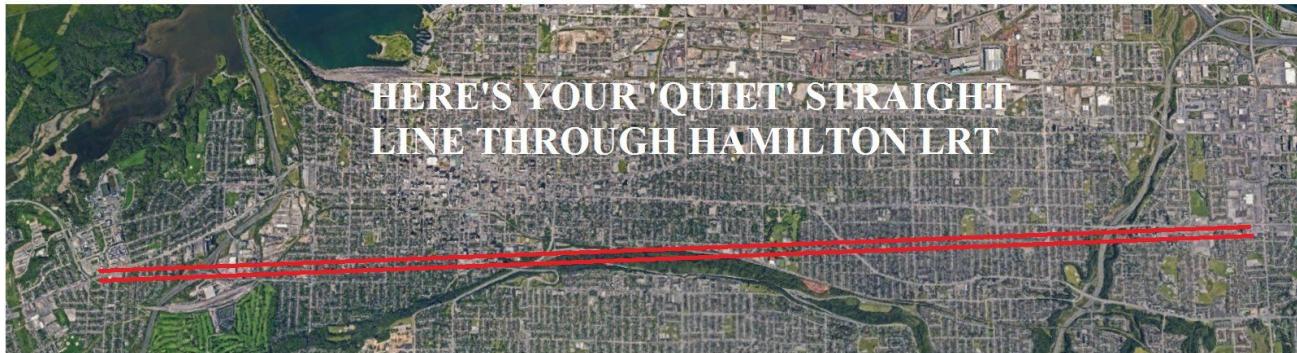 HERE'S YOUR 'QUIET' STRAIGHT
LINE THROUGH HAMILTON LRT